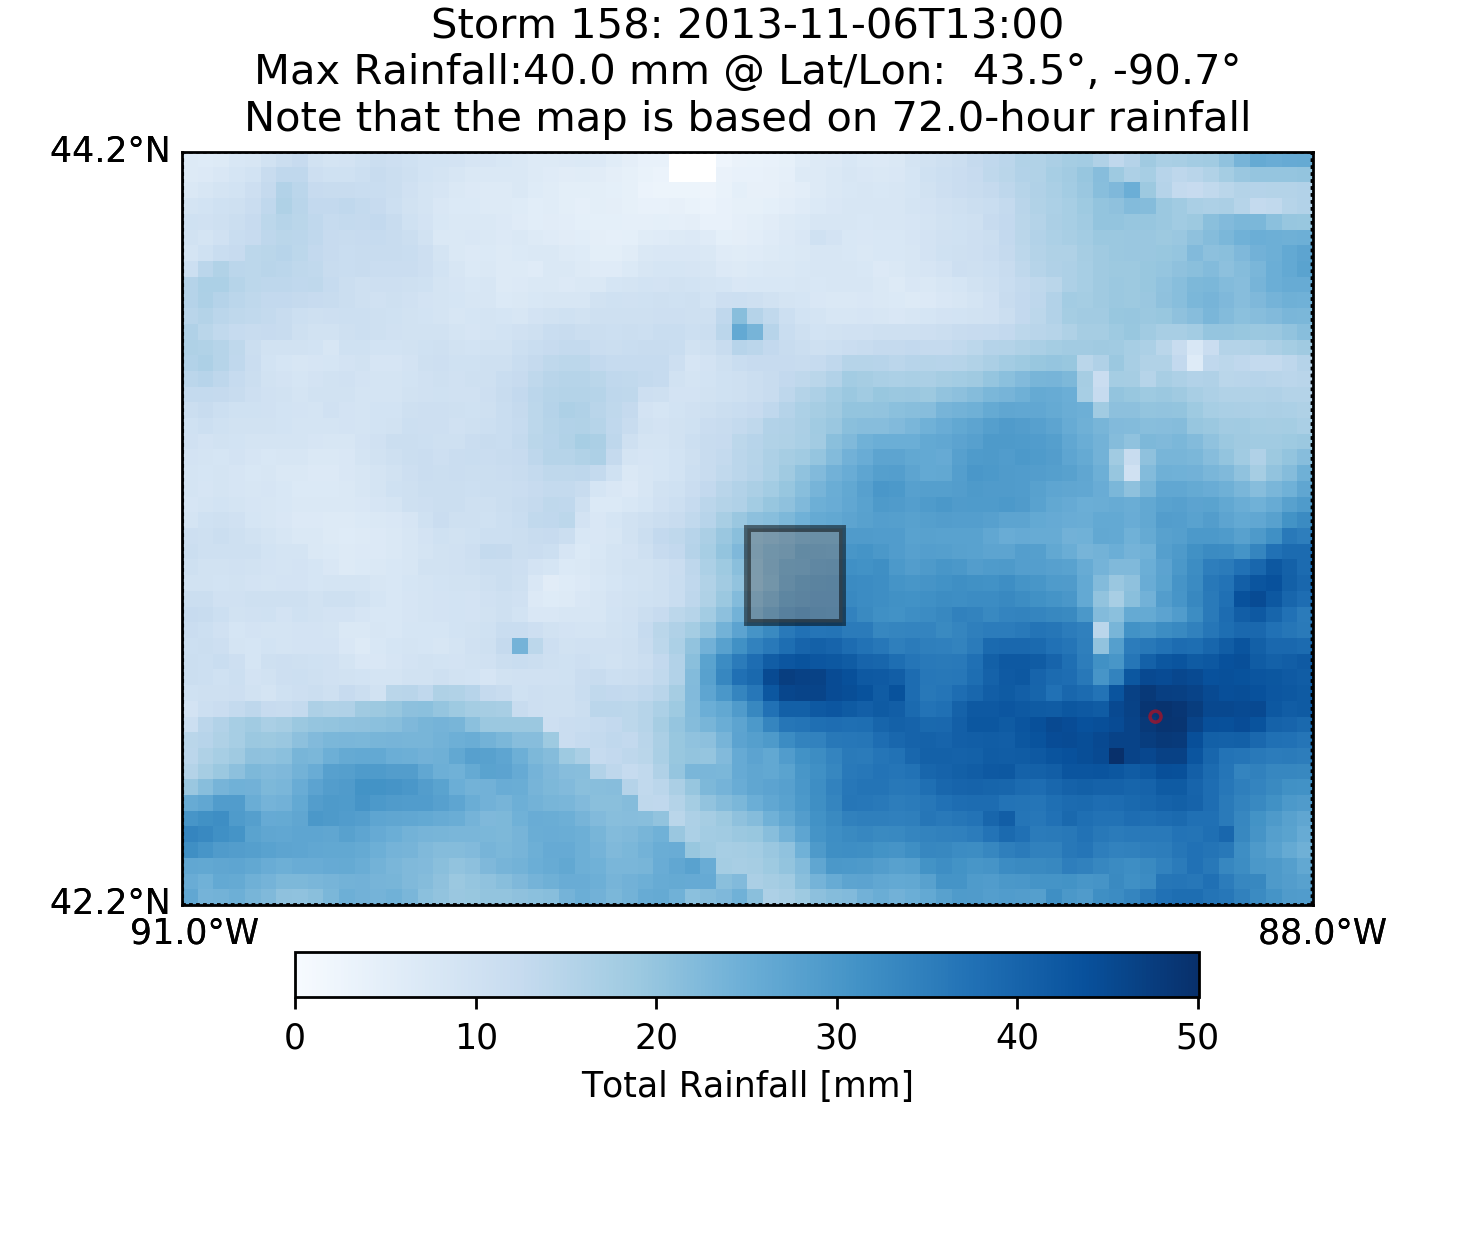 Storm 158: 2013-11-06T13:00
Max Rainfall:40.0 mm @ Lat/Lon:  43.5°, -90.7°
Note that the map is based on 72.0-hour rainfall
44.2°N
42.2°N
91.0°W 88.0°W
0 10 20 30 40 50
Total Rainfall [mm]